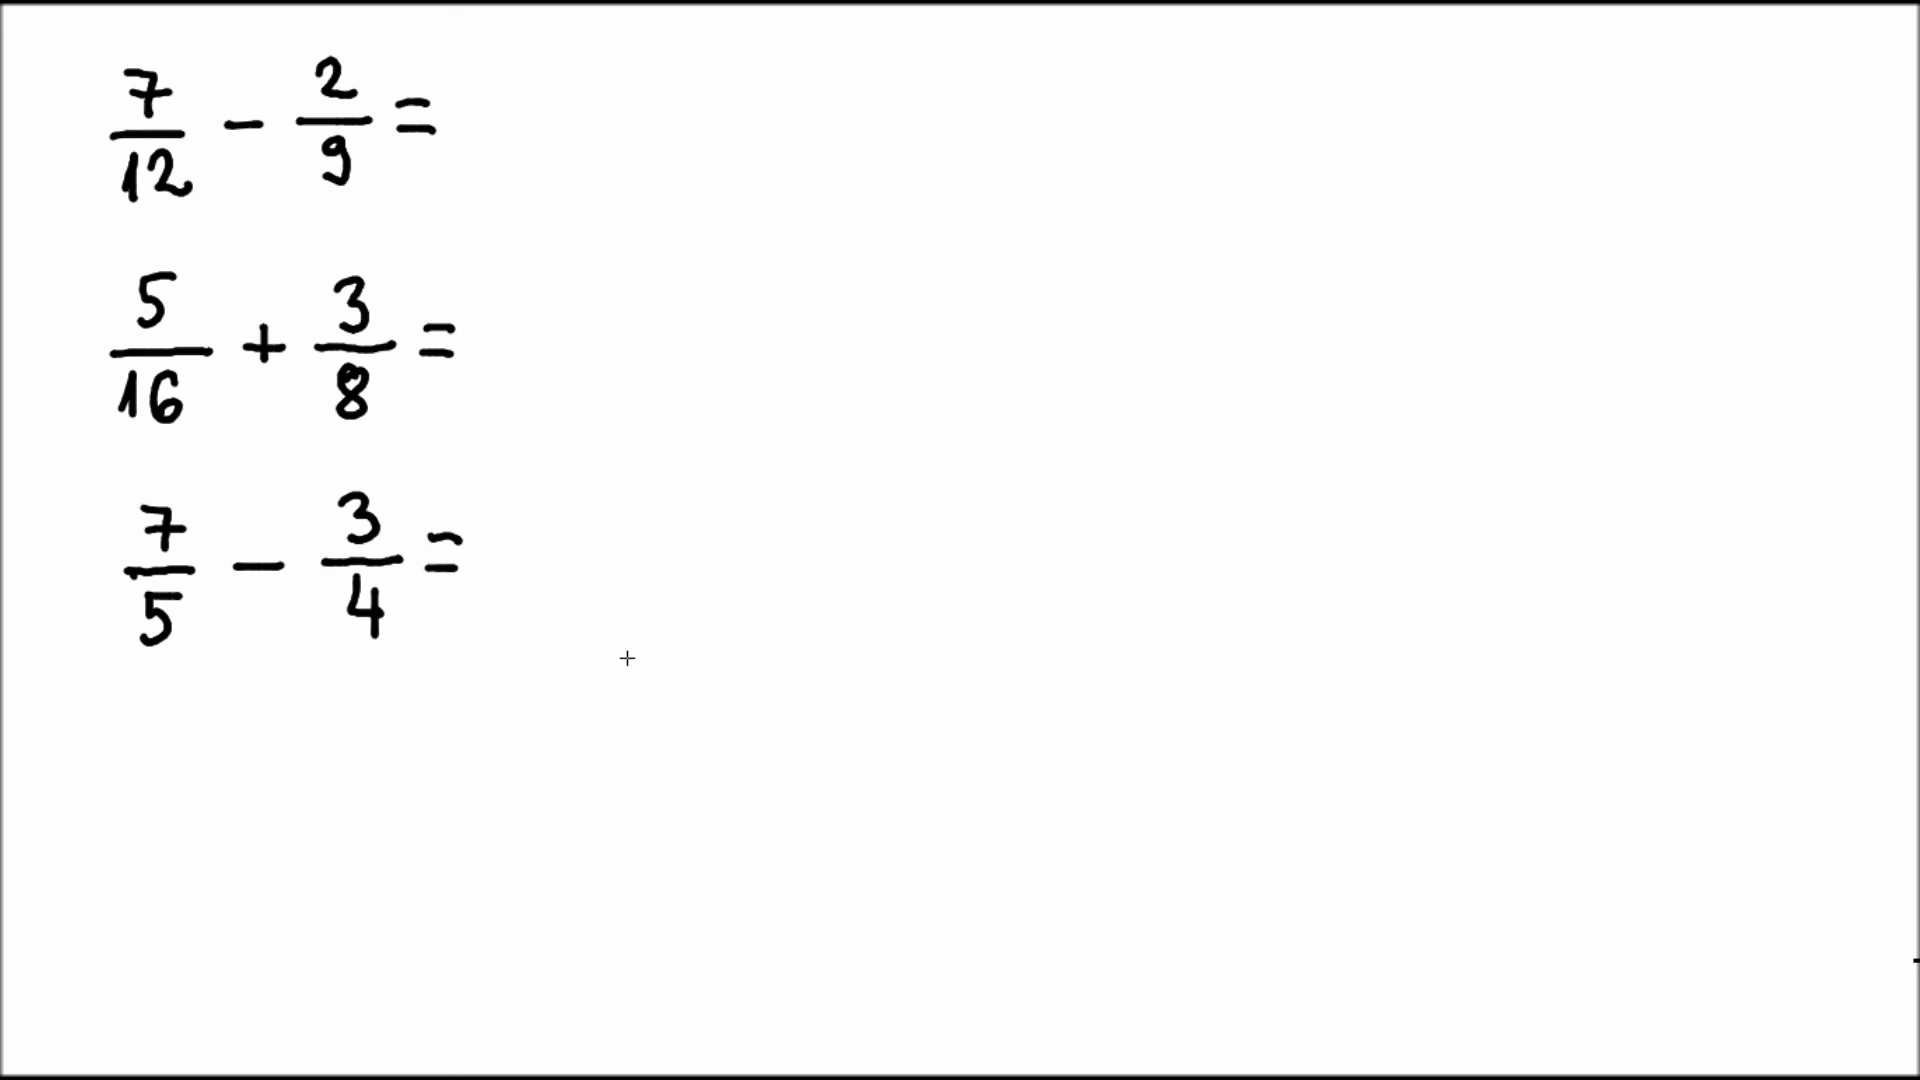 7/12 - 2/9 =
5/16 + 3/8 =
7/5 - 3/4 =